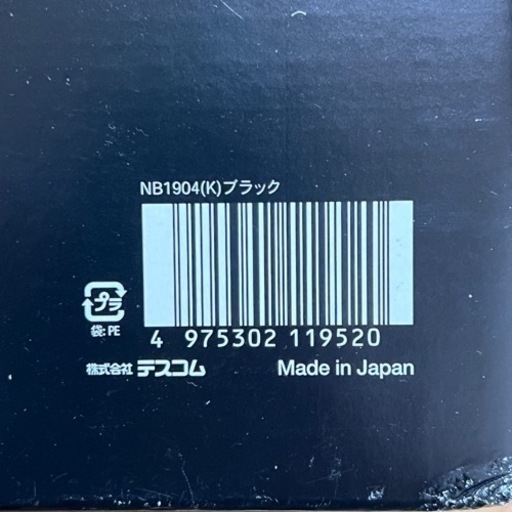 NB1904(K)ブラック
プラ
袋: PE
4 975302 119520
株式会社 テスコム
Made in Japan